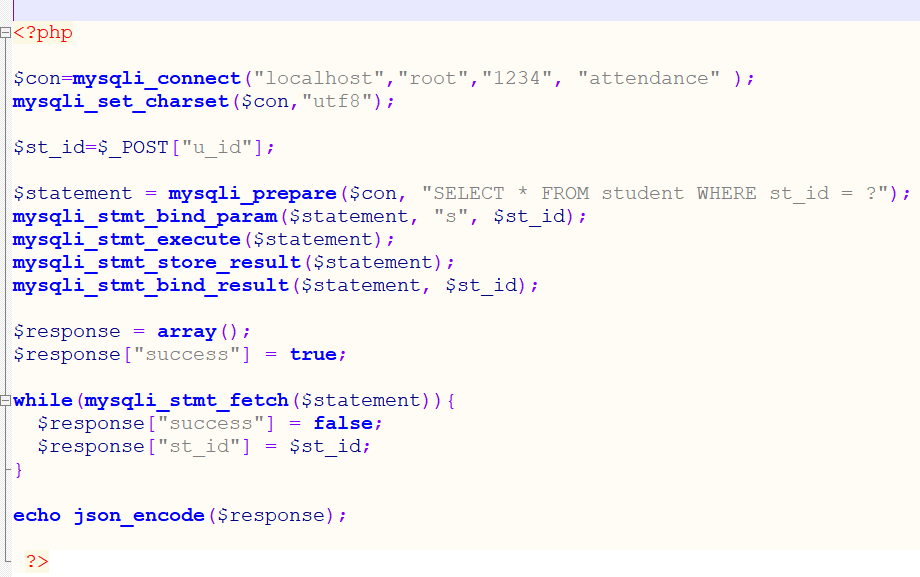 <?php
$con=mysqli_connect("localhost","root","1234", "attendance" );
mysqli_set_charset($con,"utf8");
$st_id=$_POST["u_id"];
$statement = mysqli_prepare($con, "SELECT * FROM student WHERE st_id = ?");
mysqli_stmt_bind_param($statement, "s", $st_id);
mysqli_stmt_execute($statement);
mysqli_stmt_store_result($statement);
mysqli_stmt_bind_result($statement, $st_id);
$response = array();
$response["success"] = true;
while(mysqli_stmt_fetch($statement)){
  $response["success"] = false;
  $response["st_id"] = $st_id;
}
echo json_encode($response);
 ?>